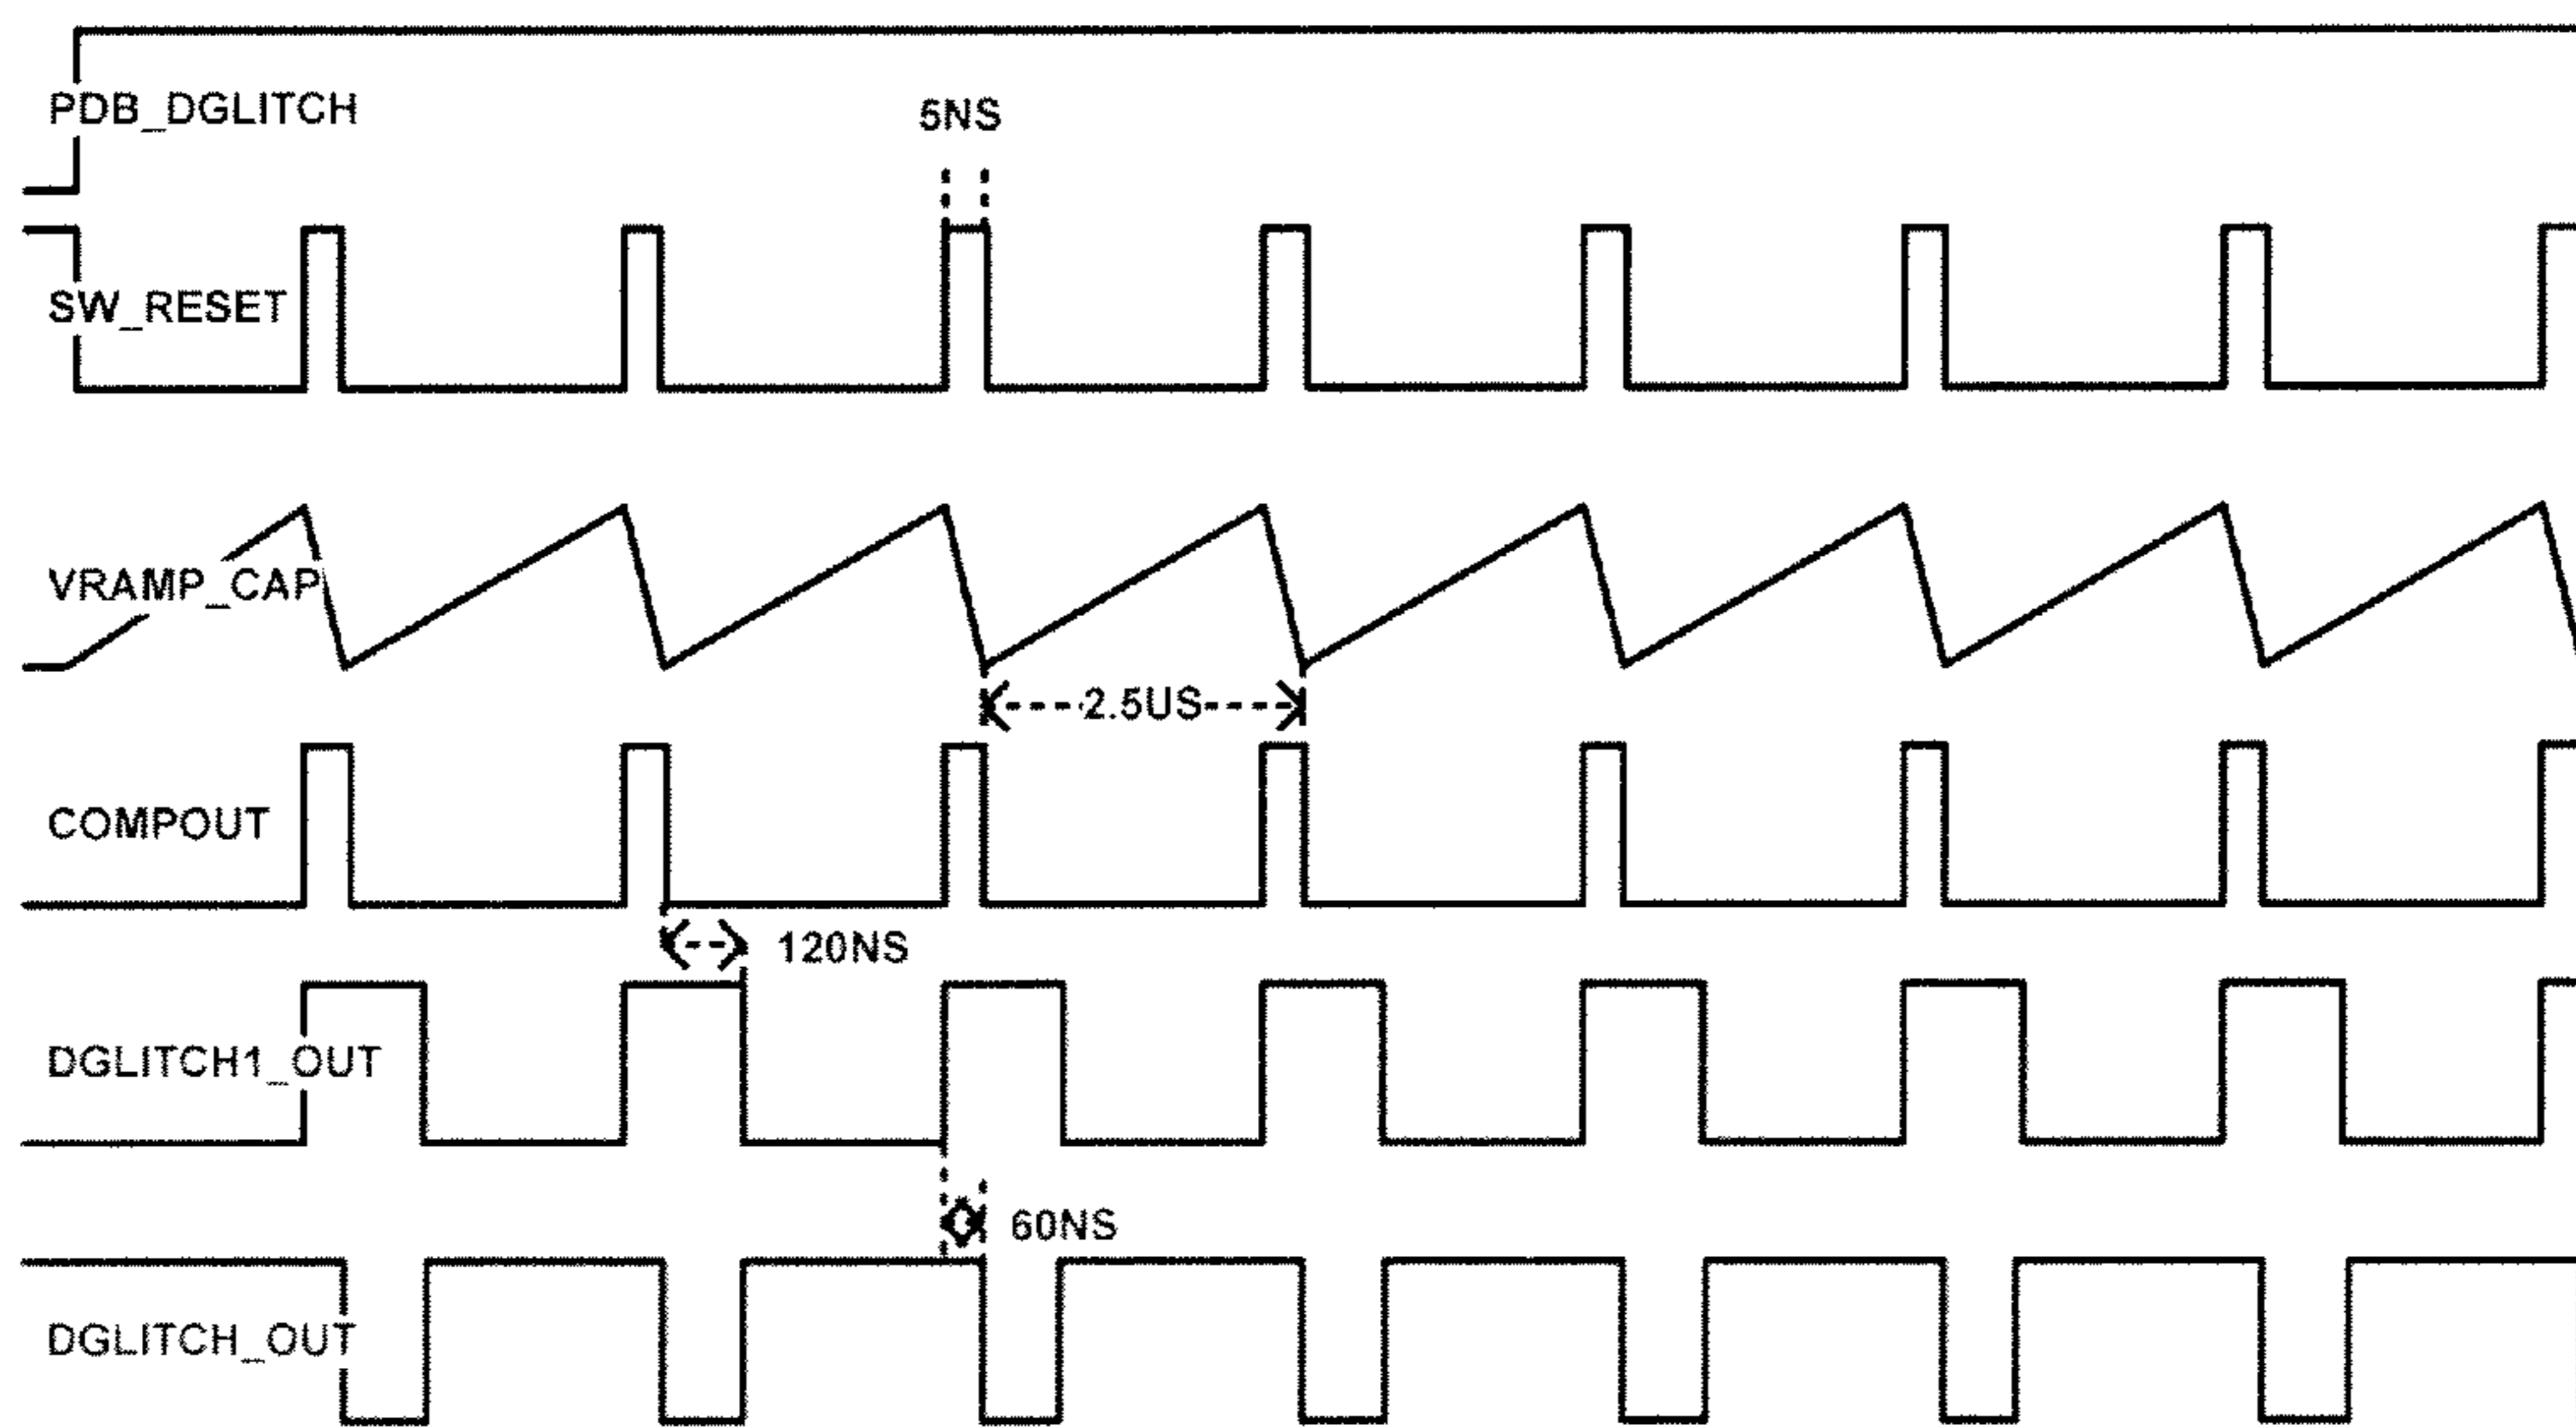 PDB_DGLITCH
5NS
SW_RESET
VRAMP_CAP
2.5US
COMPOUT
120NS
DGLITCH1_OUT
60NS
DGLITCH_OUT